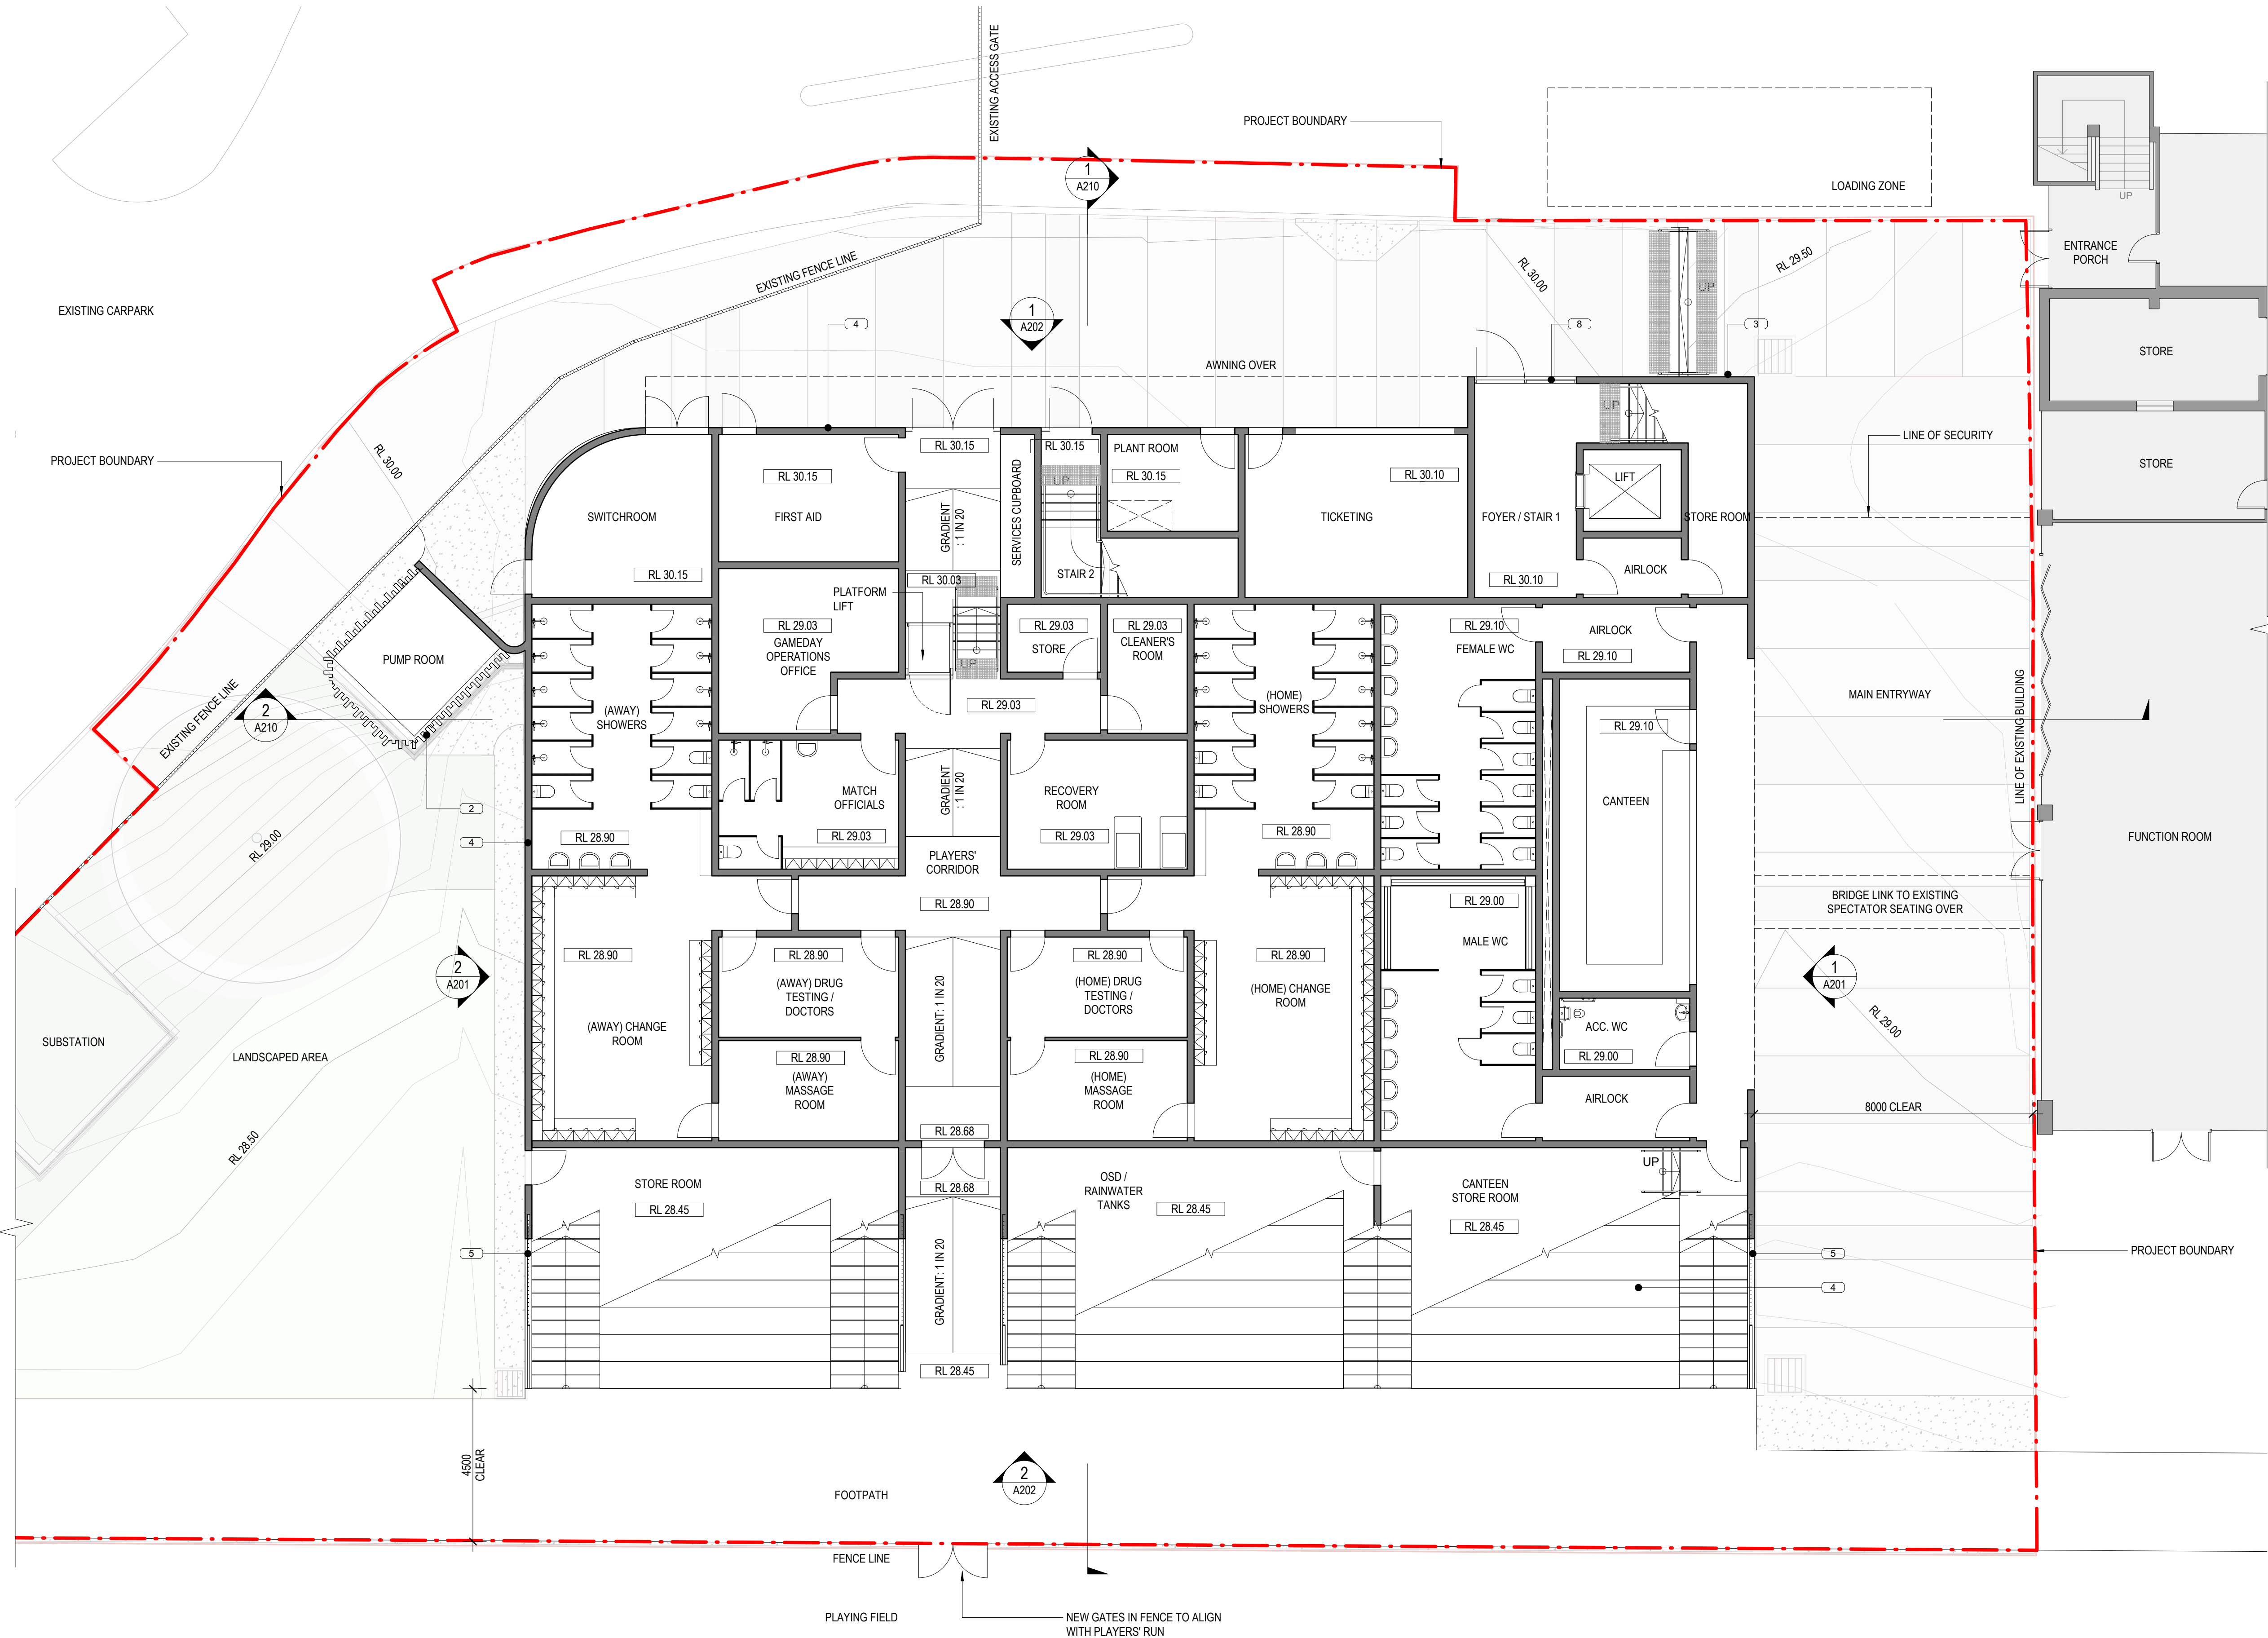 EXISTING ACCESS GATE
PROJECT BOUNDARY
1
A210
LOADING ZONE
UP
ENTRANCE
PORCH
EXISTING FENCE LINE
RL 30.00
RL 29.50
UP
EXISTING CARPARK
1
A202
4
8
3
STORE
AWNING OVER
UP
LINE OF SECURITY
PROJECT BOUNDARY
RL 30.00
RL 30.15
RL 30.15
PLANT ROOM
STORE
RL 30.15
RL 30.15
RL 30.10
LIFT
UP
SERVICES CUPBOARD
SWITCHROOM
FIRST AID
GRADIENT
: 1 IN 20
TICKETING
FOYER / STAIR 1
STORE ROOM
RL 30.15
RL 30.03
STAIR 2
RL 30.10
AIRLOCK
PLATFORM
LIFT
RL 29.03
GAMEDAY
OPERATIONS
OFFICE
RL 29.03
STORE
RL 29.03
CLEANER'S
ROOM
RL 29.10
FEMALE WC
AIRLOCK
RL 29.10
PUMP ROOM
UP
EXISTING FENCE LINE
2
A210
(AWAY)
SHOWERS
RL 29.03
(HOME)
SHOWERS
RL 29.10
MAIN ENTRYWAY
LINE OF EXISTING BUILDING
2
MATCH
OFFICIALS
GRADIENT
: 1 IN 20
RECOVERY
ROOM
CANTEEN
RL 29.00
4
RL 28.90
RL 29.03
RL 29.03
RL 28.90
FUNCTION ROOM
PLAYERS'
CORRIDOR
RL 28.90
RL 29.00
BRIDGE LINK TO EXISTING
SPECTATOR SEATING OVER
2
A201
RL 28.90
RL 28.90
RL 28.90
RL 28.90
MALE WC
1
A201
(AWAY) DRUG
TESTING /
DOCTORS
(HOME) DRUG
TESTING /
DOCTORS
(HOME) CHANGE
ROOM
GRADIENT: 1 IN 20
(AWAY) CHANGE
ROOM
ACC. WC
RL 29.00
RL 29.00
SUBSTATION
LANDSCAPED AREA
RL 28.90
(AWAY)
MASSAGE
ROOM
RL 28.90
(HOME)
MASSAGE
ROOM
AIRLOCK
8000 CLEAR
RL 28.50
RL 28.68
STORE ROOM
RL 28.45
RL 28.68
OSD /
RAINWATER
TANKS
RL 28.45
UP
CANTEEN
STORE ROOM
RL 28.45
5
GRADIENT: 1 IN 20
5
PROJECT BOUNDARY
4
RL 28.45
4500
CLEAR
2
A202
FOOTPATH
FENCE LINE
PLAYING FIELD
NEW GATES IN FENCE TO ALIGN
WITH PLAYERS' RUN